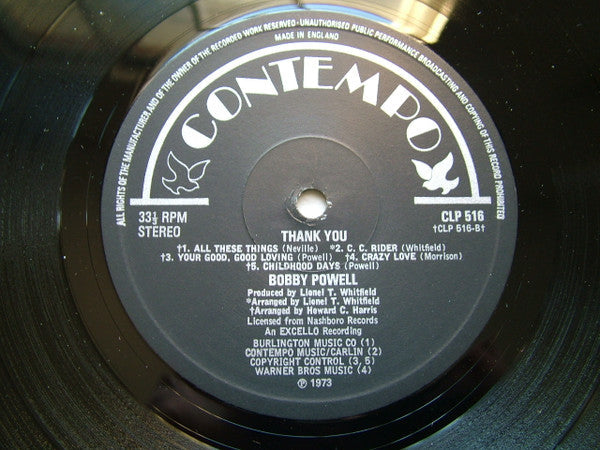 ALL RIGHTS OF THE MANUFACTURER AND OF THE OWNER OF THE RECORDED WORK RESERVED - UNAUTHORISED PUBLIC PERFORMANCE BROADCASTING AND COPYING OF THIS RECORD PROHIBITED
MADE IN ENGLAND
CONTEMPO
33⅓ RPM
STEREO
CLP 516
†CLP 516-B†
THANK YOU
†1. ALL THESE THINGS (Neville) *2. C. C. RIDER (Whitfield)
†3. YOUR GOOD, GOOD LOVING (Powell) †4. CRAZY LOVE (Morrison)
†5. CHILDHOOD DAYS (Powell)
BOBBY POWELL
Produced by Lionel T. Whitfield
*Arranged by Lionel T. Whitfield
†Arranged by Howard C. Harris
Licensed from Nashboro Records
An EXCELLO Recording
BURLINGTON MUSIC CO (1)
CONTEMPO MUSIC/CARLIN (2)
COPYRIGHT CONTROL (3, 5)
WARNER BROS MUSIC (4)
℗ 1973